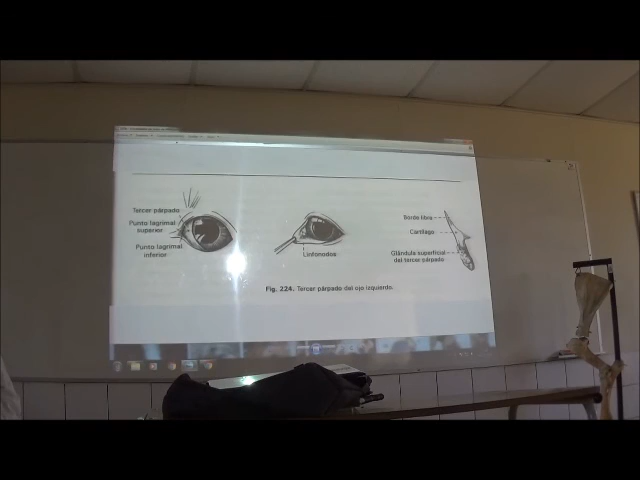 Tercer párpado
Punto lagrimal
superior
Punto lagrimal
inferior
Linfonodos
Borde libre
Cartílago
Glándula superficial
del tercer párpado
Fig. 224. Tercer párpado del ojo izquierdo.